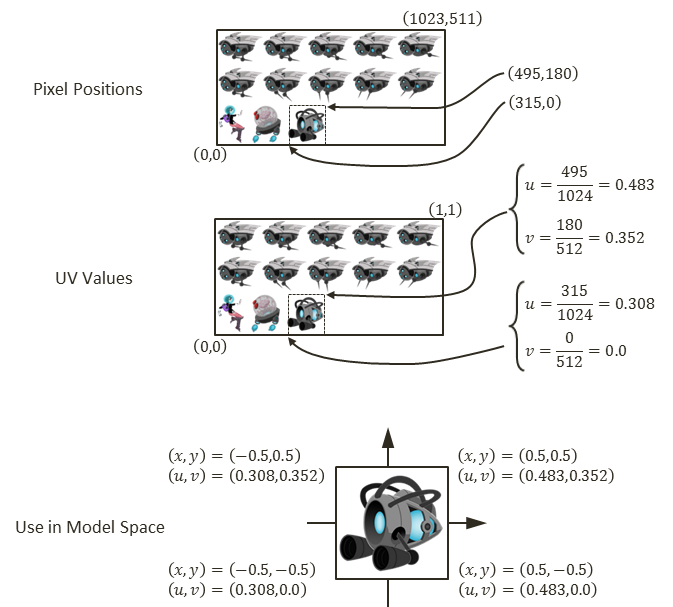 (1023,511)
Pixel Positions
(495,180)
(315,0)
(0,0)
(1,1)
u = 495/1024 = 0.483
v = 180/512 = 0.352
UV Values
u = 315/1024 = 0.308
v = 0/512 = 0.0
(0,0)
(x, y) = (−0.5,0.5)
(u, v) = (0.308,0.352)
(x, y) = (0.5,0.5)
(u, v) = (0.483,0.352)
Use in Model Space
(x, y) = (−0.5, −0.5)
(u, v) = (0.308,0.0)
(x, y) = (0.5, −0.5)
(u, v) = (0.483,0.0)